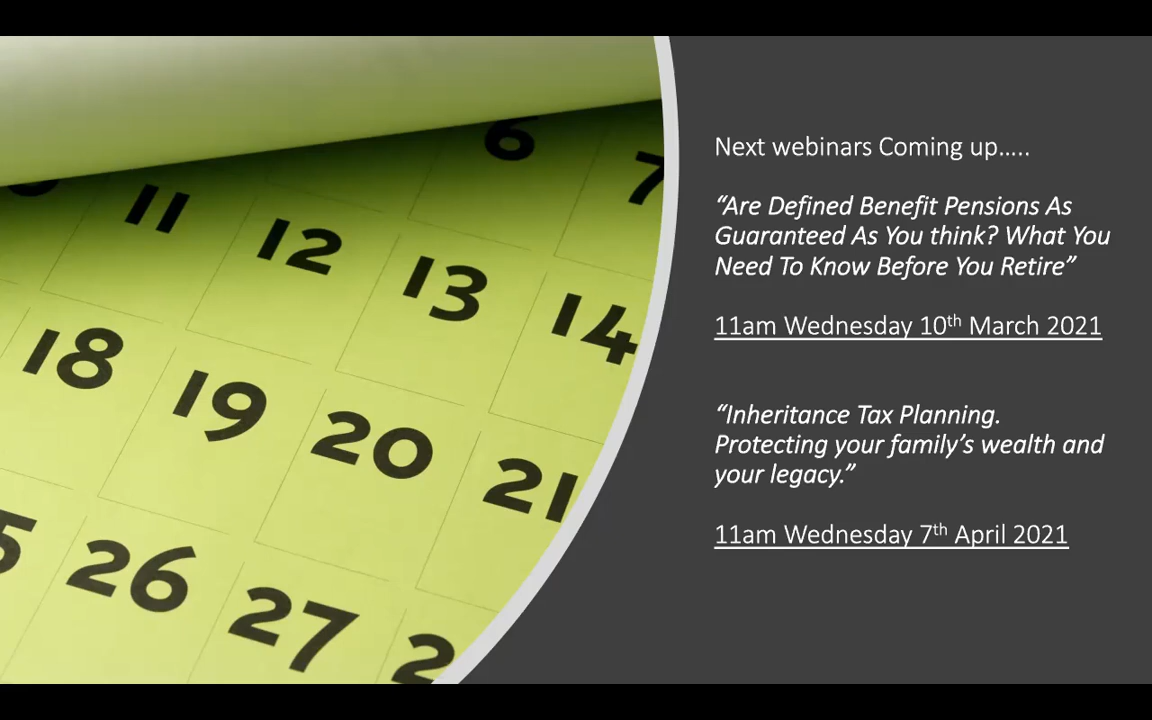 6
7
11
12
13
14
18
19
20
21
26
27
Next webinars Coming up.....
“Are Defined Benefit Pensions As
Guaranteed As You think? What You
Need To Know Before You Retire”
11am Wednesday 10th March 2021
“Inheritance Tax Planning.
Protecting your family’s wealth and
your legacy.”
11am Wednesday 7th April 2021